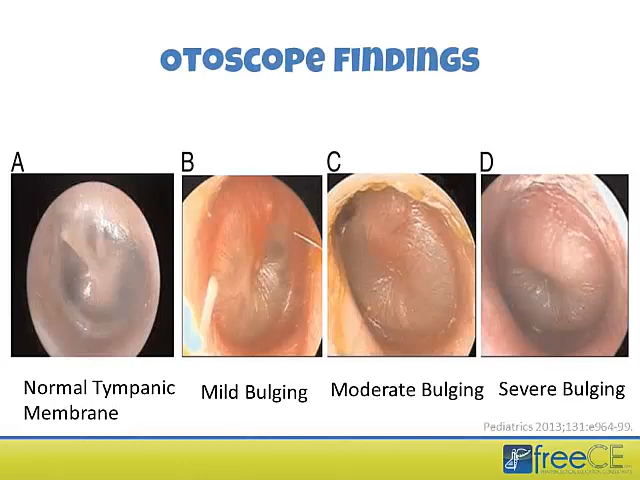 Otoscope Findings
A B C D
Normal Tympanic Membrane
Mild Bulging
Moderate Bulging
Severe Bulging
Pediatrics 2013;131:e964-99.
freeCE